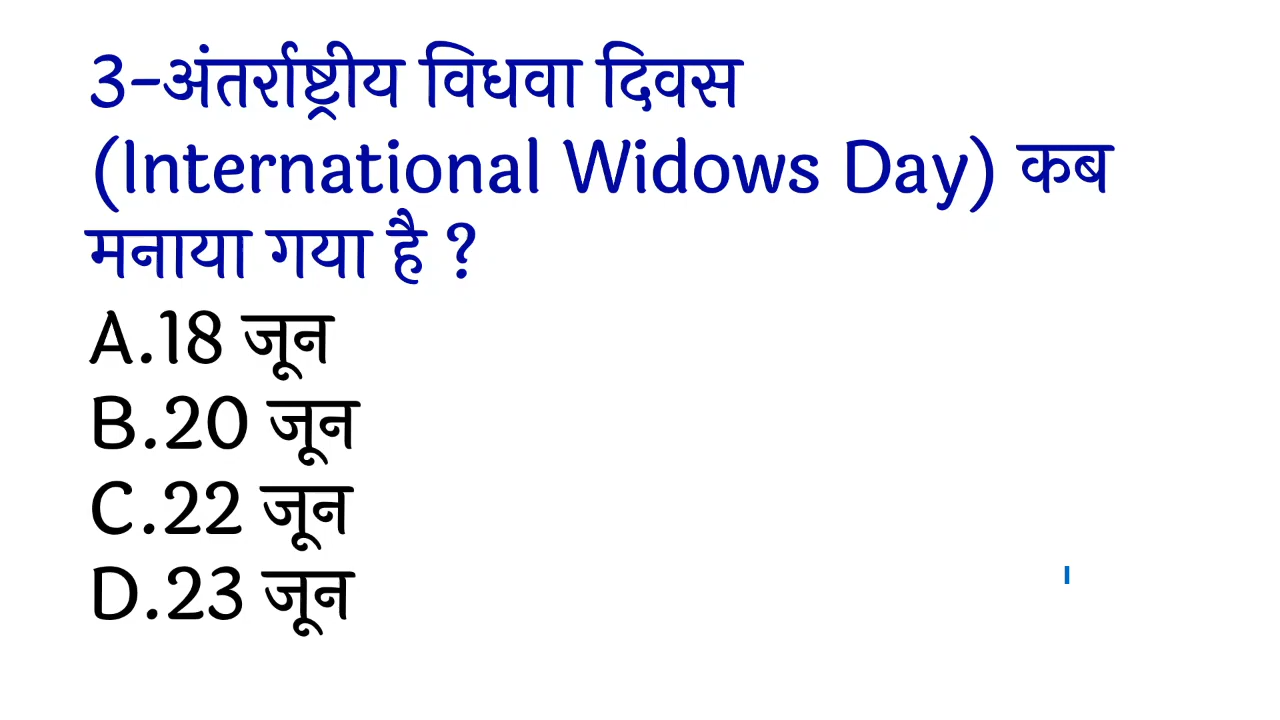 3-अंतर्राष्ट्रीय विधवा दिवस
(International Widows Day) कब
मनाया गया है ?
A.18 जून
B.20 जून
C.22 जून
D.23 जून